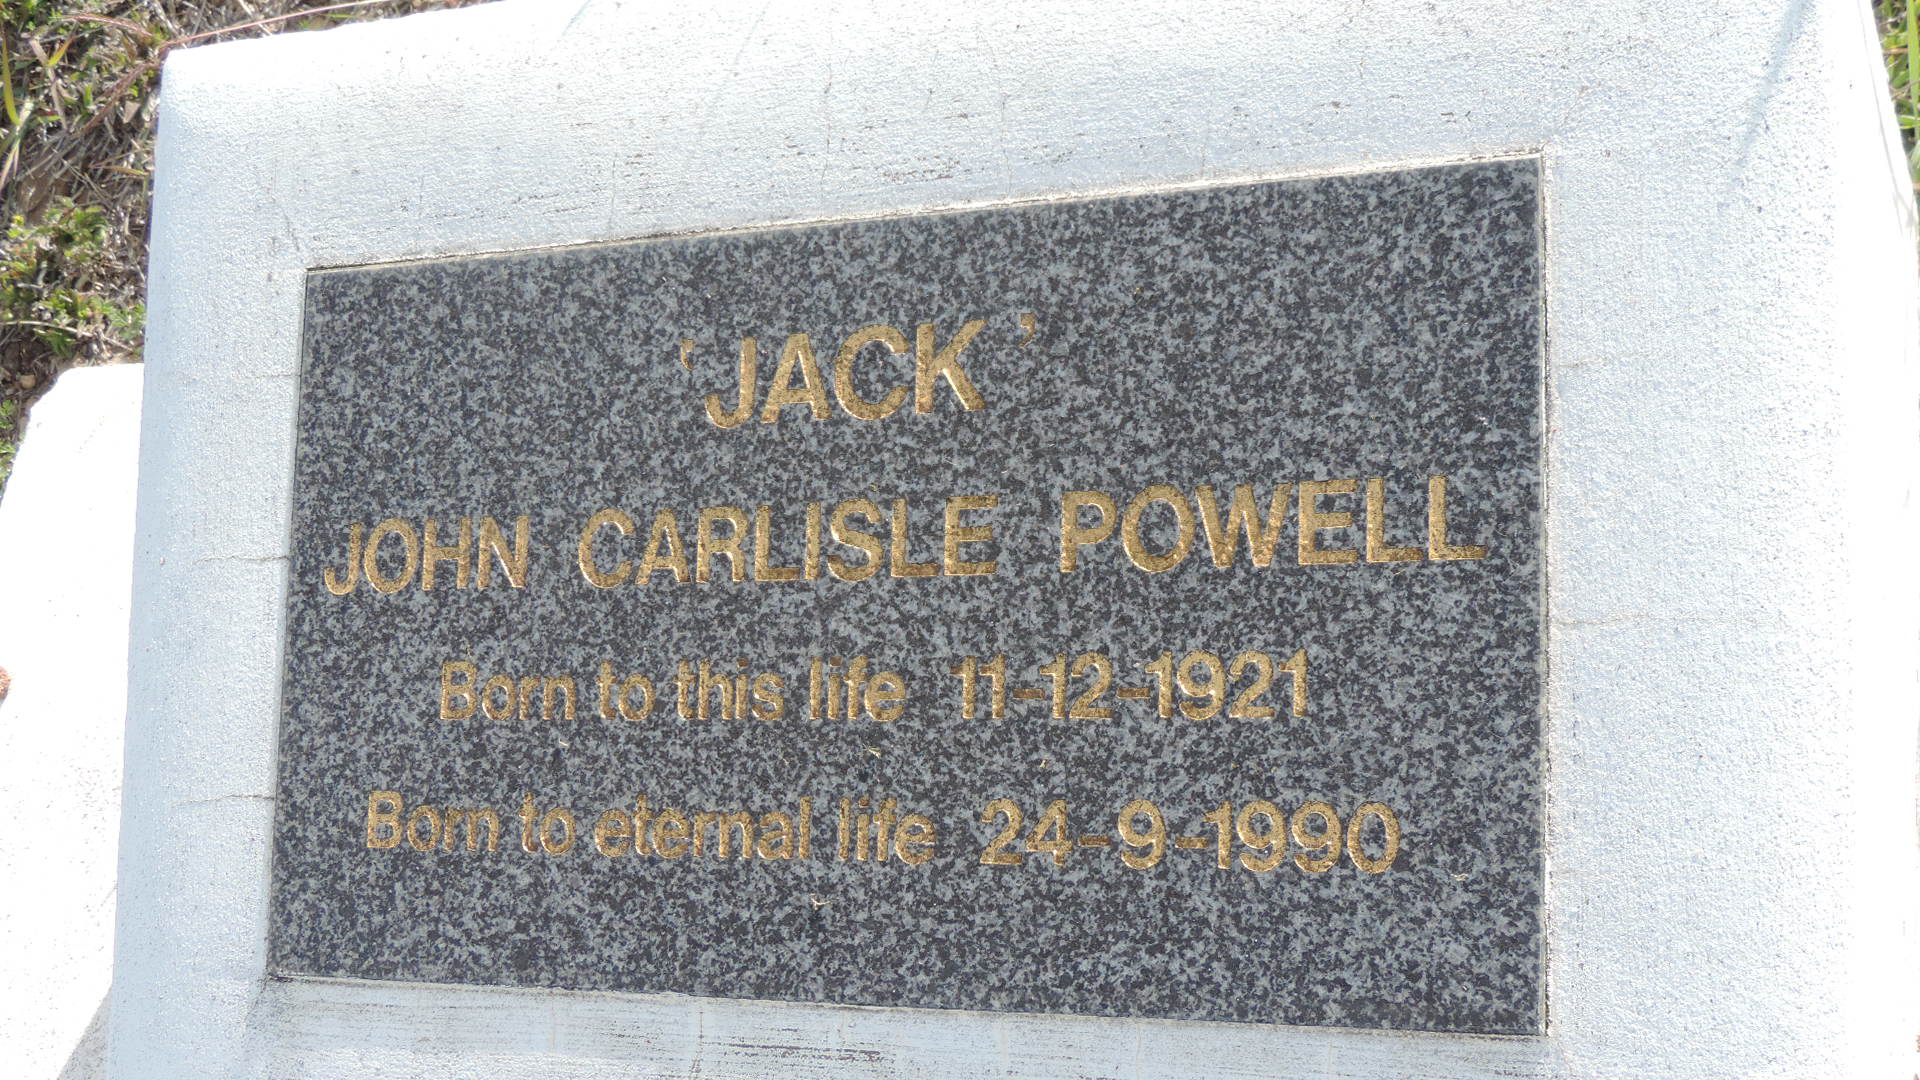 ‘JACK’
JOHN CARLISLE POWELL
Born to this life 11-12-1921
Born to eternal life 24-9-1990